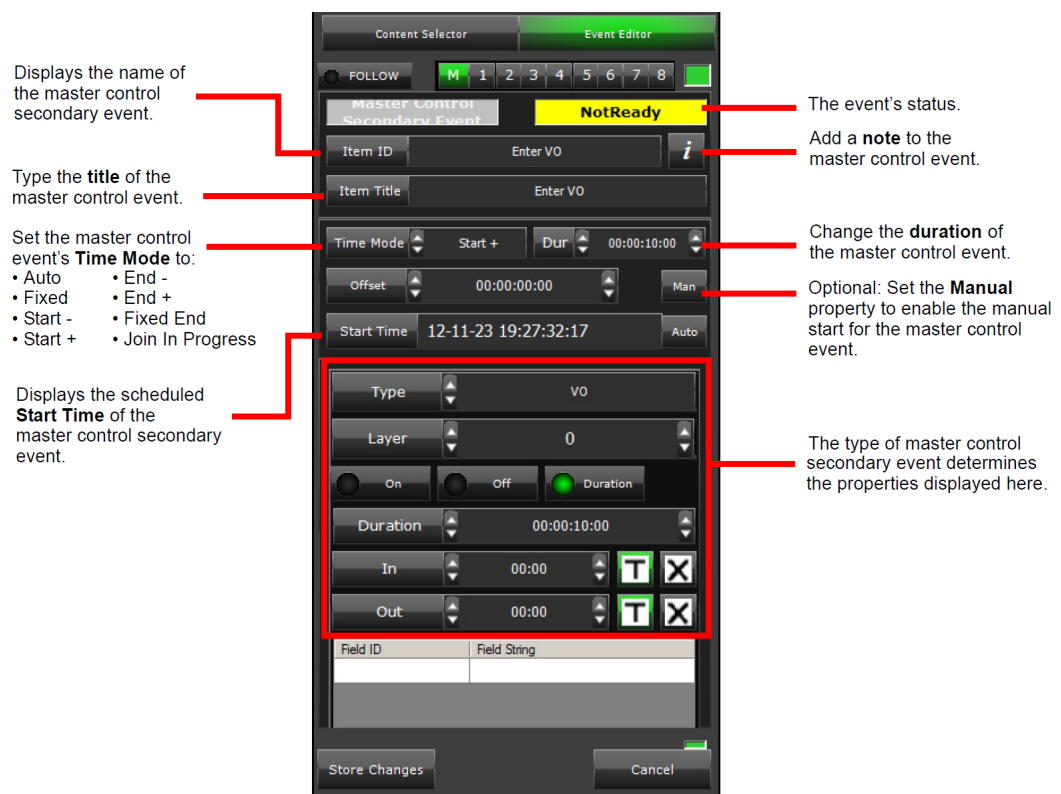 Content Selector
Event Editor
FOLLOW
M 1 2 3 4 5 6 7 8
Master Control
Secondary Event
NotReady
Item ID
Enter VO
i
Item Title
Enter VO
Time Mode
Start +
Dur
00:00:10:00
Offset
00:00:00:00
Man
Start Time
12-11-23 19:27:32:17
Auto
Type
VO
Layer
0
On
Off
Duration
Duration
00:00:10:00
In
00:00
T
X
Out
00:00
T
X
Field ID
Field String
Store Changes
Cancel
Displays the name of
the master control
secondary event.
Type the title of the
master control event.
Set the master control
event's Time Mode to:
• Auto • End -
• Fixed • End +
• Start - • Fixed End
• Start + • Join In Progress
Displays the scheduled
Start Time of the
master control secondary
event.
The event's status.
Add a note to the
master control event.
Change the duration of
the master control event.
Optional: Set the Manual
property to enable the manual
start for the master control
event.
The type of master control
secondary event determines
the properties displayed here.